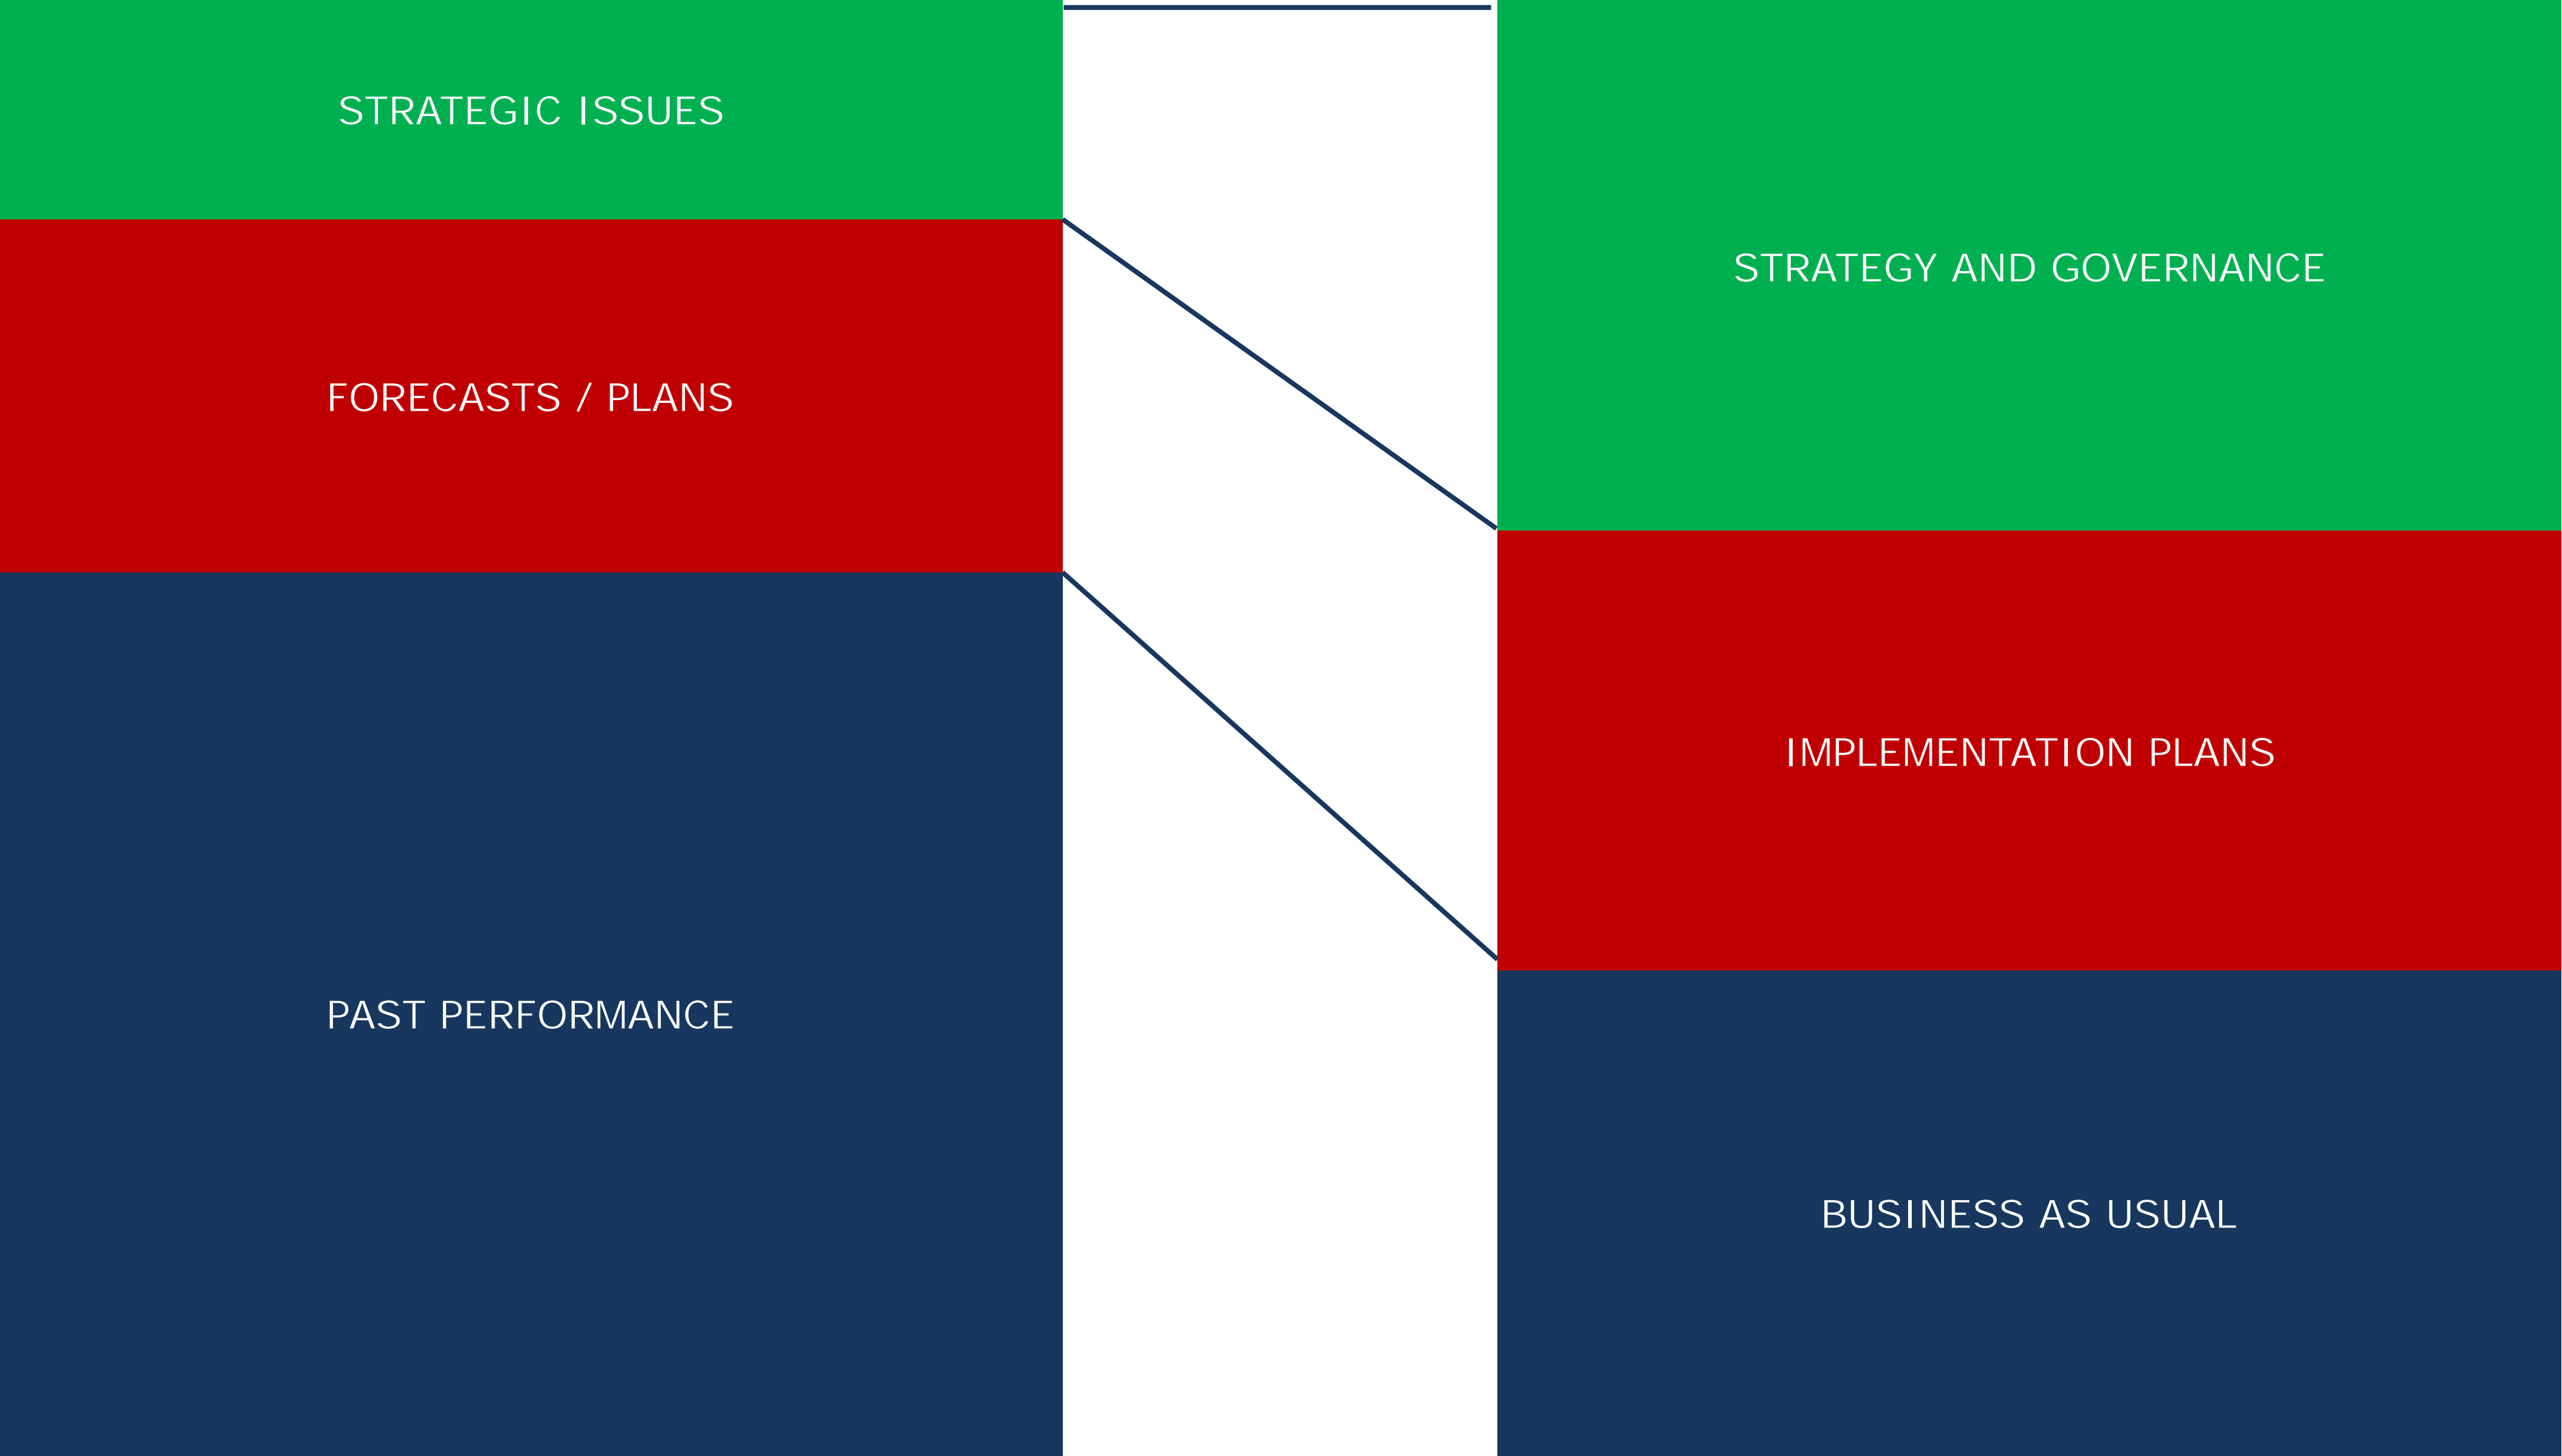 STRATEGIC ISSUES
FORECASTS / PLANS
PAST PERFORMANCE
STRATEGY AND GOVERNANCE
IMPLEMENTATION PLANS
BUSINESS AS USUAL